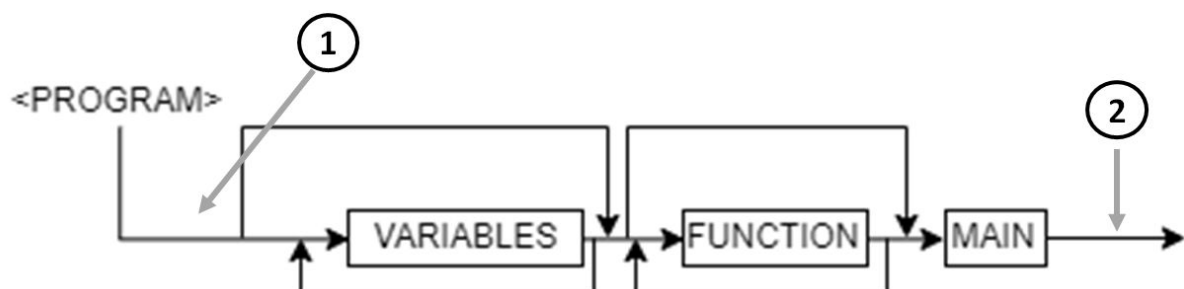 1
<PROGRAM>
2
VARIABLES
FUNCTION
MAIN